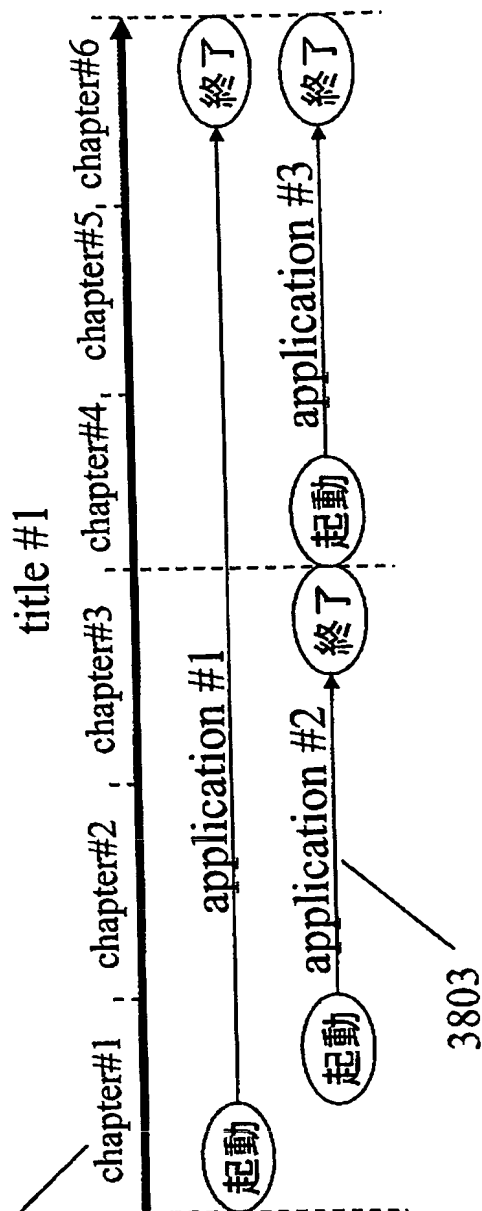 title #1
chapter#1 chapter#2 chapter#3 chapter#4, chapter#5, chapter#6
application #1
起動 終了
application #2 application #3
起動 終了 起動 終了
3803